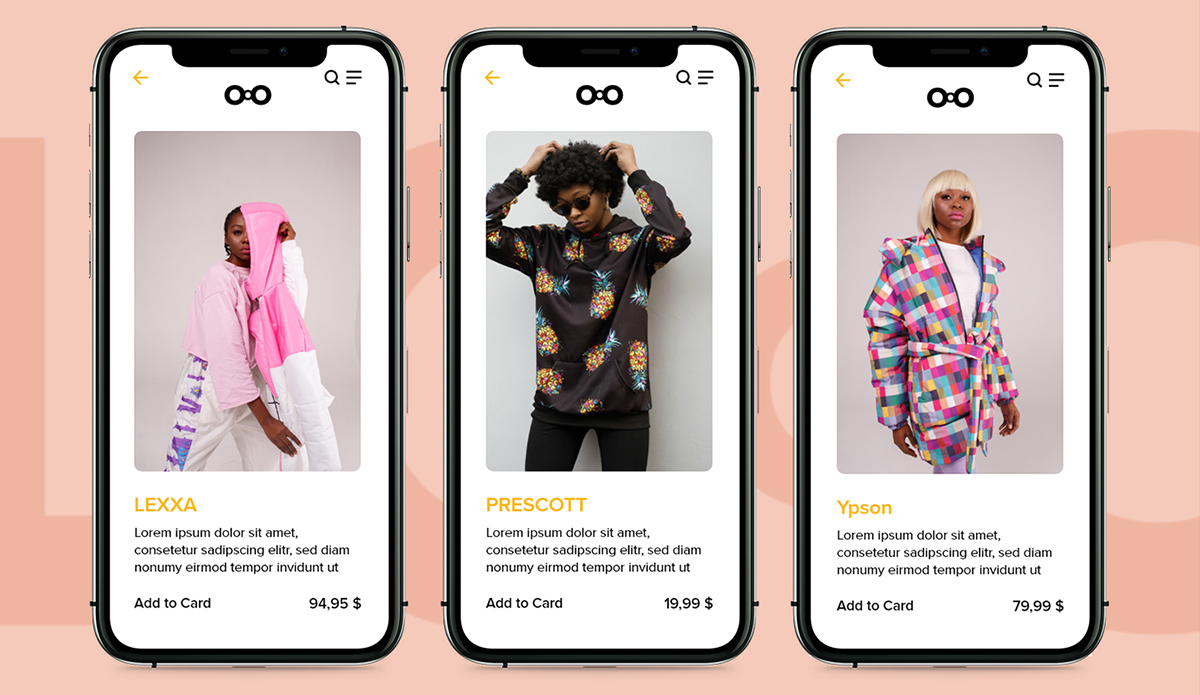 LEXXA
Lorem ipsum dolor sit amet,
consetetur sadipscing elitr, sed diam
nonumy eirmod tempor invidunt ut
Add to Card 94,95 $
PRESCOTT
Lorem ipsum dolor sit amet,
consetetur sadipscing elitr, sed diam
nonumy eirmod tempor invidunt ut
Add to Card 19,99 $
Ypson
Lorem ipsum dolor sit amet,
consetetur sadipscing elitr, sed diam
nonumy eirmod tempor invidunt ut
Add to Card 79,99 $